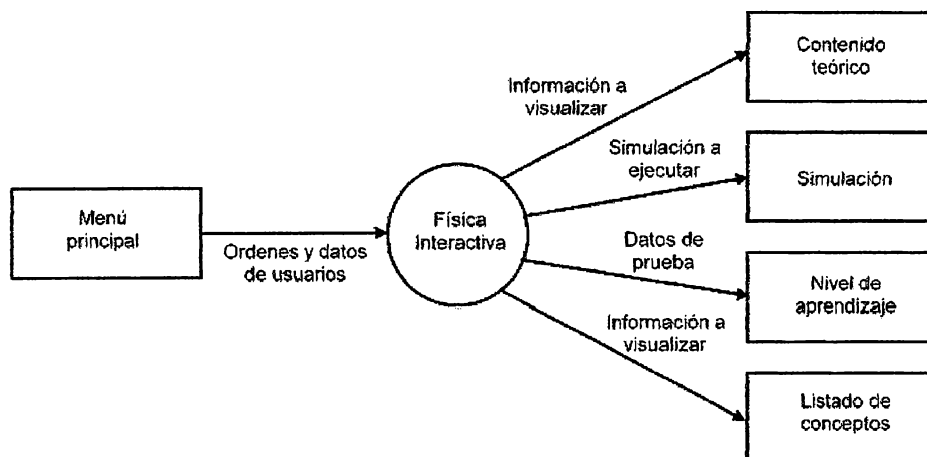 Contenido
teórico
Información a
visualizar
Simulación a
ejecutar
Simulación
Menú
principal
Ordenes y datos
de usuarios
Física
Interactiva
Datos de
prueba
Nivel de
aprendizaje
Información a
visualizar
Listado de
conceptos